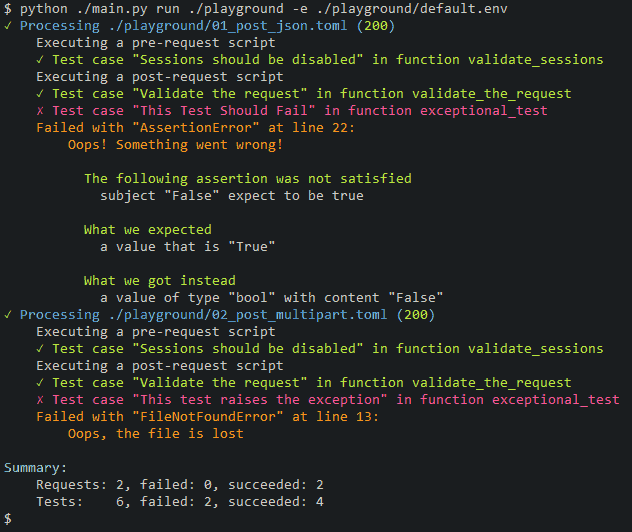 $ python ./main.py run ./playground -e ./playground/default.env
✓ Processing ./playground/01_post_json.toml (200)
Executing a pre-request script
✓ Test case "Sessions should be disabled" in function validate_sessions
Executing a post-request script
✓ Test case "Validate the request" in function validate_the_request
✗ Test case "This Test Should Fail" in function exceptional_test
Failed with "AssertionError" at line 22:
Oops! Something went wrong!
The following assertion was not satisfied
subject "False" expect to be true
What we expected
a value that is "True"
What we got instead
a value of type "bool" with content "False"
✓ Processing ./playground/02_post_multipart.toml (200)
Executing a pre-request script
✓ Test case "Sessions should be disabled" in function validate_sessions
Executing a post-request script
✓ Test case "Validate the request" in function validate_the_request
✗ Test case "This test raises the exception" in function exceptional_test
Failed with "FileNotFoundError" at line 13:
Oops, the file is lost
Summary:
Requests: 2, failed: 0, succeeded: 2
Tests:    6, failed: 2, succeeded: 4
$